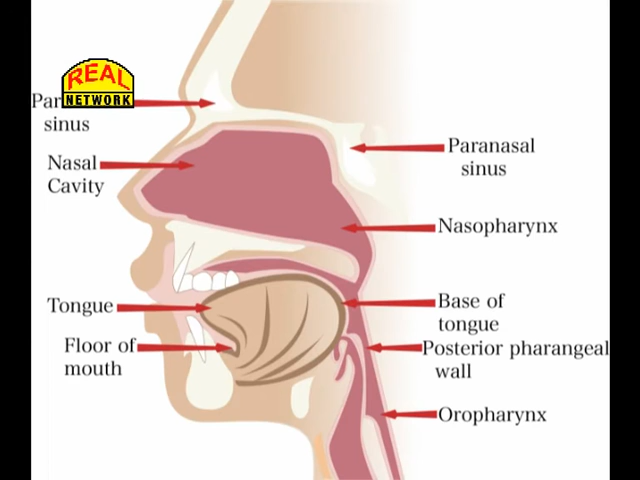 REAL
NETWORK
Par
sinus
Nasal
Cavity
Tongue
Floor of
mouth
Paranasal
sinus
Nasopharynx
Base of
tongue
Posterior pharangeal
wall
Oropharynx